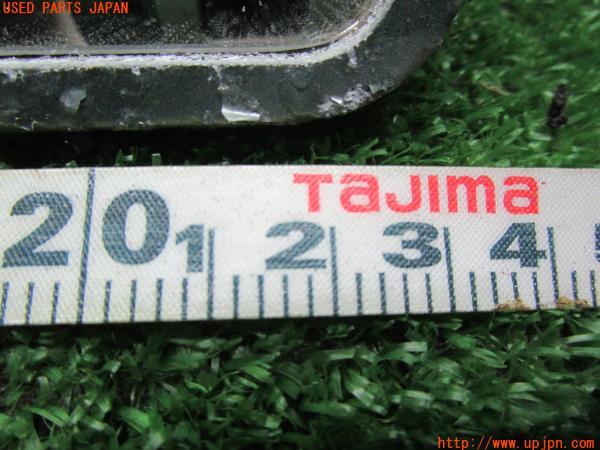 USED PARTS JAPAN
TaJIma
20 1 2 3 4
http://www.upjpn.com